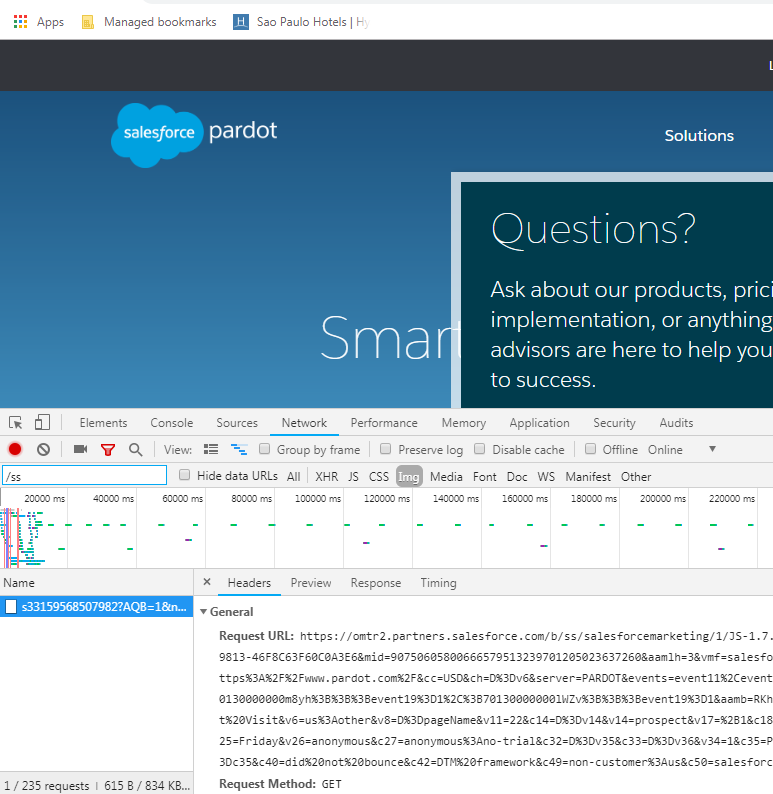 Apps Managed bookmarks Sao Paulo Hotels | Hy
L
salesforce pardot
Solutions
Questions?
Ask about our products, prici
implementation, or anything
advisors are here to help you
to success.
Smart
Elements Console Sources Network Performance Memory Application Security Audits
View: Group by frame Preserve log Disable cache Offline Online
/ss Hide data URLs All XHR JS CSS Img Media Font Doc WS Manifest Other
20000 ms 40000 ms 60000 ms 80000 ms 100000 ms 120000 ms 140000 ms 160000 ms 180000 ms 200000 ms 220000 ms
Name × Headers Preview Response Timing
s33159568507982?AQB=1&n...
General
Request URL: https://omtr2.partners.salesforce.com/b/ss/salesforcemarketing/1/JS-1.7.
9813-46F8C63F60C0A3E6&mid=90750605800666579513239701205023637260&aamlh=3&vmf=salesfo
ttps%3A%2F%2Fwww.pardot.com%2F&cc=USD&ch=D%3Dv6&server=PARDOT&events=event11%2Cevent
0130000000m8yh%3B%3B%3Bevent19%3D1%2C%3B701300000001WZv%3B%3B%3Bevent19%3D1&aamb=RKh
t%20Visit&v6=us%3Aother&v8=D%3DpageName&v11=22&c14=D%3Dv14&v14=prospect&v17=%2B1&c18
25=Friday&v26=anonymous&c27=anonymous%3Ano-trial&c32=D%3Dv35&c33=D%3Dv36&v34=1&c35=P
3Dc35&c40=did%20not%20bounce&c42=DTM%20framework&c49=non-customer%3Aus&c50=salesforc
Request Method: GET
1 / 235 requests | 615 B / 834 KB...